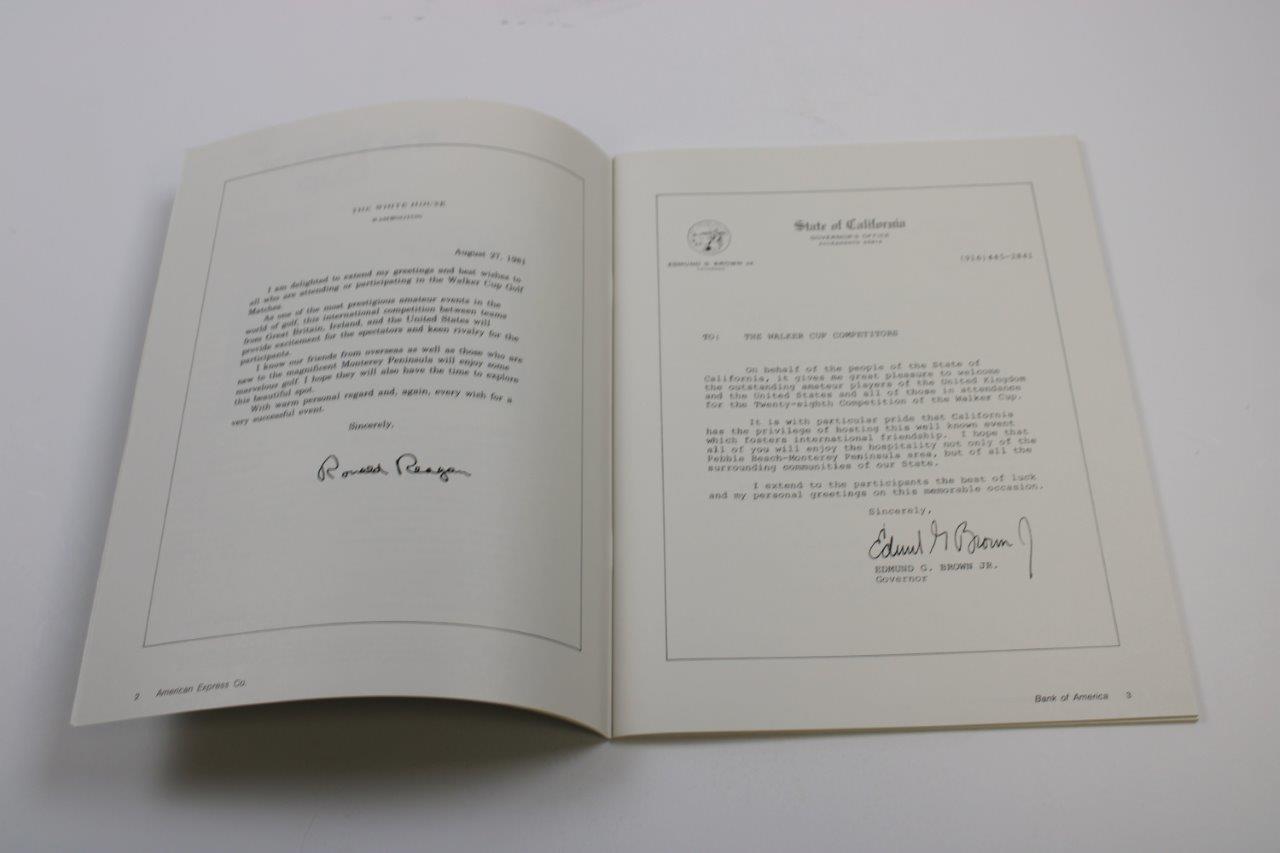 THE WHITE HOUSE
WASHINGTON
August 27, 1981
I am delighted to extend my greetings and best wishes to
all who are attending or participating in the Walker Cup Golf
Matches.
As one of the most prestigious amateur events in the
world of golf, this international competition between teams
from Great Britain, Ireland, and the United States will
provide excitement for the spectators and keen rivalry for the
participants.
I know our friends from overseas as well as those who are
new to the magnificent Monterey Peninsula will enjoy some
marvelous golf. I hope they will also have the time to explore
this beautiful spot.
With warm personal regard and, again, every wish for a
very successful event.
Sincerely,
Ronald Reagan
2 American Express Co.
State of California
GOVERNOR'S OFFICE
SACRAMENTO 95814
EDMUND G. BROWN JR.
GOVERNOR
(916)445-2841
TO: THE WALKER CUP COMPETITORS
On behalf of the people of the State of
California, it gives me great pleasure to welcome
the outstanding amateur players of the United Kingdom
and the United States and all of those in attendance
for the Twenty-eighth Competition of the Walker Cup.
It is with particular pride that California
has the privilege of hosting this well known event
which fosters international friendship. I hope that
all of you will enjoy the hospitality not only of the
Pebble Beach-Monterey Peninsula area, but of all the
surrounding communities of our State.
I extend to the participants the best of luck
and my personal greetings on this memorable occasion.
Sincerely,
Edmund G Brown J
EDMUND G. BROWN JR.
Governor
Bank of America 3